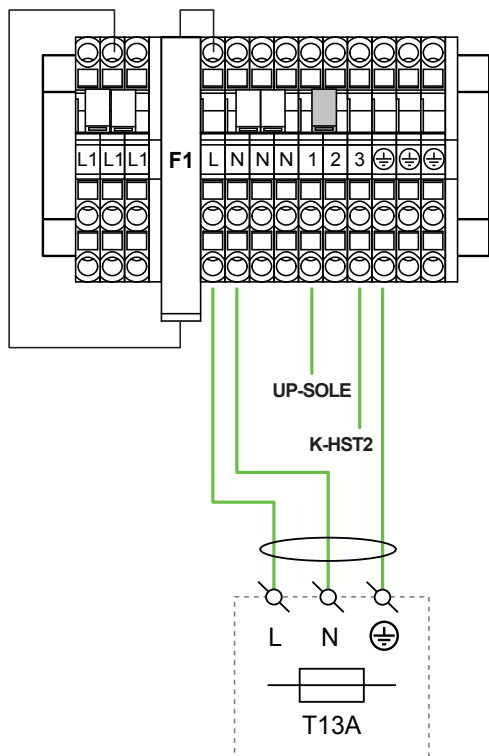 L1 L1 L1 F1 L N N N 1 2 3
UP-SOLE
K-HST2
L N
T13A